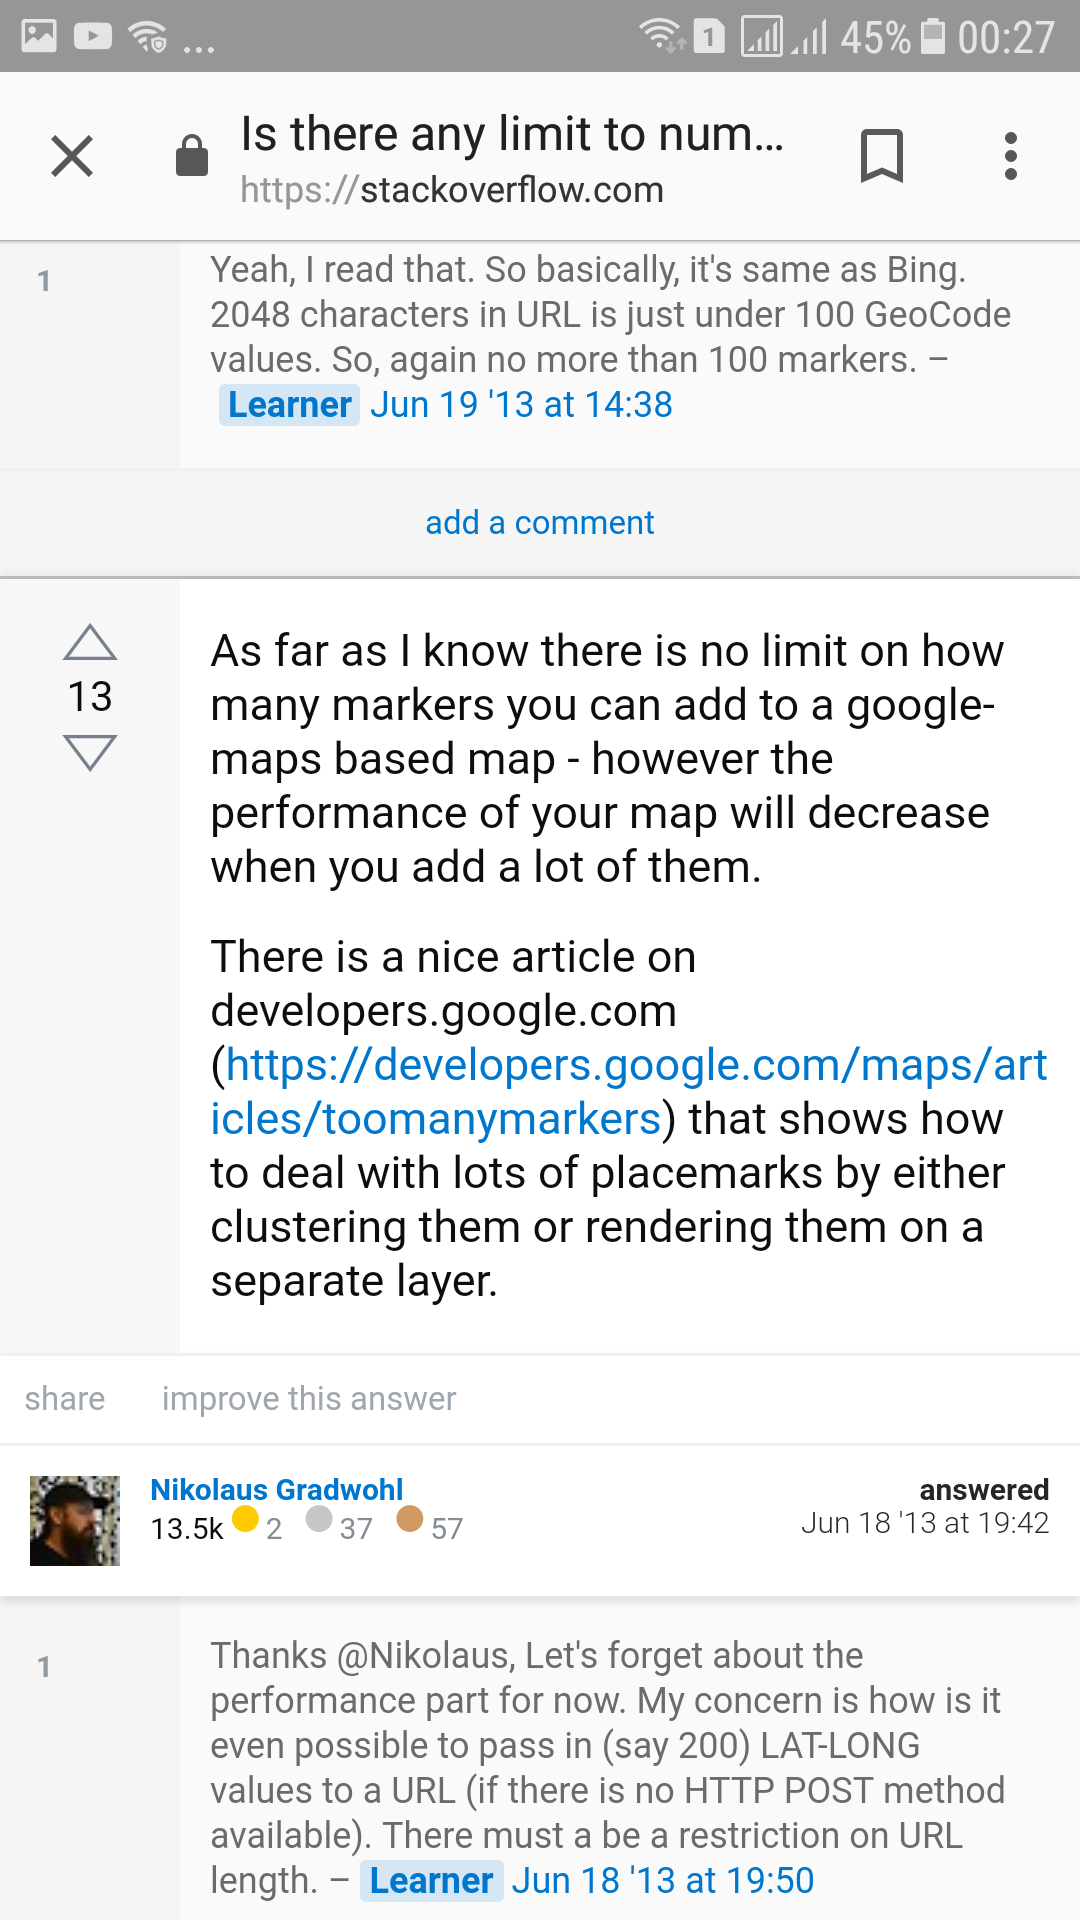 ... 1 45% 00:27
Is there any limit to num...
https://stackoverflow.com
1
Yeah, I read that. So basically, it's same as Bing.
2048 characters in URL is just under 100 GeoCode
values. So, again no more than 100 markers. –
Learner Jun 19 '13 at 14:38
add a comment
13
As far as I know there is no limit on how
many markers you can add to a google-
maps based map - however the
performance of your map will decrease
when you add a lot of them.
There is a nice article on
developers.google.com
(https://developers.google.com/maps/art
icles/toomanymarkers) that shows how
to deal with lots of placemarks by either
clustering them or rendering them on a
separate layer.
share improve this answer
Nikolaus Gradwohl answered
13.5k 2 37 57 Jun 18 '13 at 19:42
1
Thanks @Nikolaus, Let's forget about the
performance part for now. My concern is how is it
even possible to pass in (say 200) LAT-LONG
values to a URL (if there is no HTTP POST method
available). There must a be a restriction on URL
length. – Learner Jun 18 '13 at 19:50